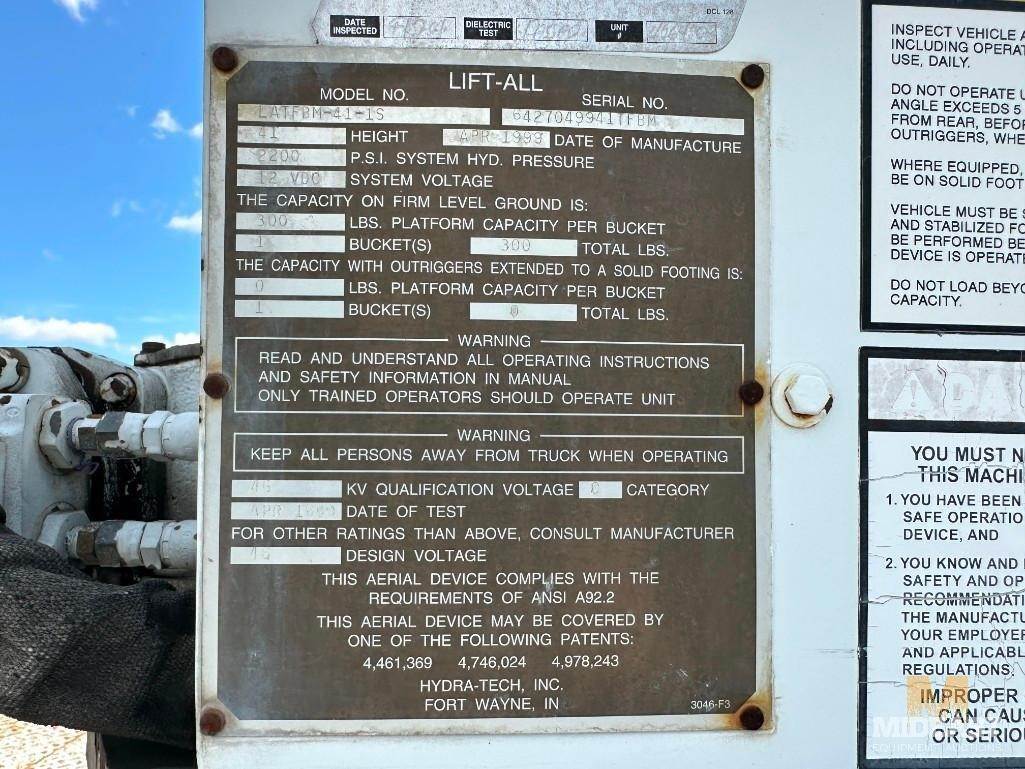 DCL 128
DATE INSPECTED
DIELECTRIC TEST
UNIT #
LIFT-ALL
MODEL NO.
SERIAL NO.
LATFBM-41-1S
6427049941TFBM
41 HEIGHT APR 1999 DATE OF MANUFACTURE
2200 P.S.I. SYSTEM HYD. PRESSURE
12 VDC SYSTEM VOLTAGE
THE CAPACITY ON FIRM LEVEL GROUND IS:
300 LBS. PLATFORM CAPACITY PER BUCKET
1 BUCKET(S) 300 TOTAL LBS.
THE CAPACITY WITH OUTRIGGERS EXTENDED TO A SOLID FOOTING IS:
0 LBS. PLATFORM CAPACITY PER BUCKET
1 BUCKET(S) 0 TOTAL LBS.
WARNING
READ AND UNDERSTAND ALL OPERATING INSTRUCTIONS
AND SAFETY INFORMATION IN MANUAL
ONLY TRAINED OPERATORS SHOULD OPERATE UNIT
WARNING
KEEP ALL PERSONS AWAY FROM TRUCK WHEN OPERATING
46 KV QUALIFICATION VOLTAGE C CATEGORY
APR 1999 DATE OF TEST
FOR OTHER RATINGS THAN ABOVE, CONSULT MANUFACTURER
46 DESIGN VOLTAGE
THIS AERIAL DEVICE COMPLIES WITH THE
REQUIREMENTS OF ANSI A92.2
THIS AERIAL DEVICE MAY BE COVERED BY
ONE OF THE FOLLOWING PATENTS:
4,461,369 4,746,024 4,978,243
HYDRA-TECH, INC.
FORT WAYNE, IN
3046-F3
INSPECT VEHICLE A
INCLUDING OPERAT
USE, DAILY.
DO NOT OPERATE U
ANGLE EXCEEDS 5
FROM REAR, BEFOR
OUTRIGGERS, WHE
WHERE EQUIPPED,
BE ON SOLID FOOT
VEHICLE MUST BE S
AND STABILIZED FO
BE PERFORMED BE
DEVICE IS OPERATE
DO NOT LOAD BEYO
CAPACITY.
DA
YOU MUST N
THIS MACHI
1. YOU HAVE BEEN
SAFE OPERATIO
DEVICE, AND
2. YOU KNOW AND
SAFETY AND OP
RECOMMENDATI
THE MANUFACTU
YOUR EMPLOYER
AND APPLICABL
REGULATIONS.
IMPROPER
CAN CAUS
OR SERIOU